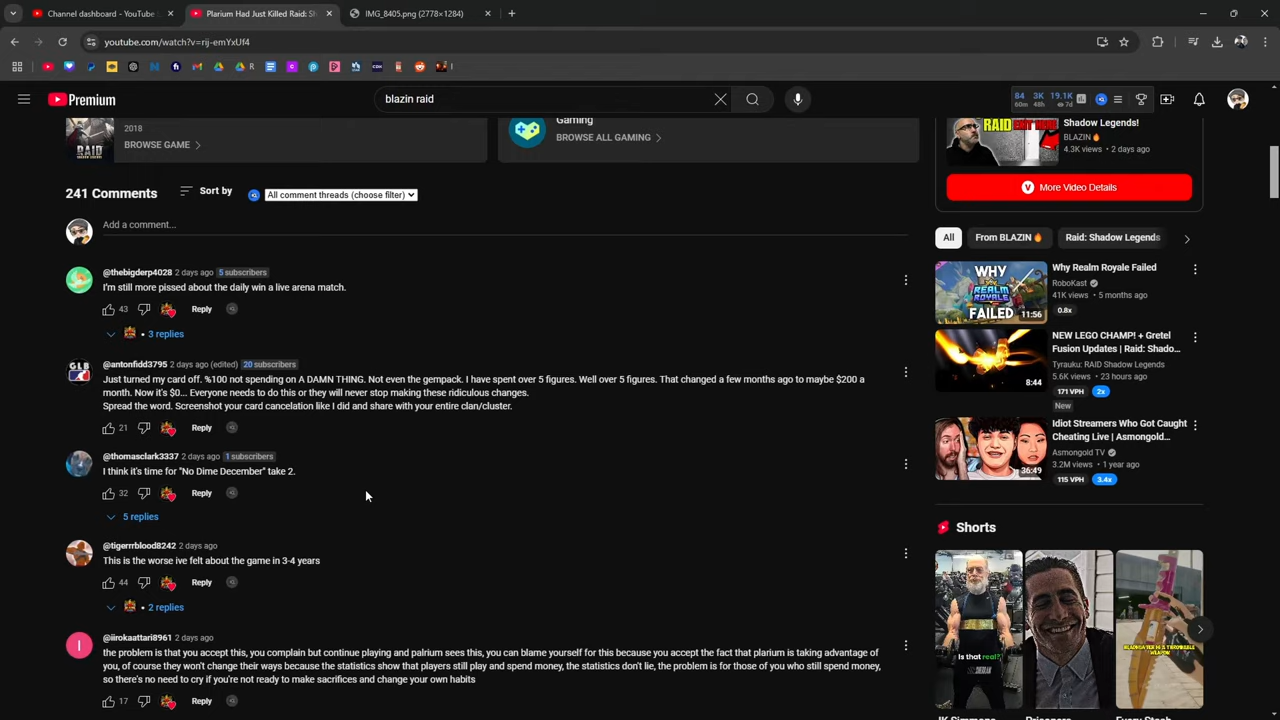 Channel dashboard - YouTube
Plarium Had Just Killed Raid: Sh
IMG_8405.png (2778×1284)
youtube.com/watch?v=rij-emYxUf4
Premium
blazin raid
84 3K 19.1K
60m 48h 7d
2018
BROWSE GAME
Gaming
BROWSE ALL GAMING
241 Comments
Sort by
All comment threads (choose filter)
Add a comment...
@thebigderp4028 2 days ago 5 subscribers
I'm still more pissed about the daily win a live arena match.
43 Reply
3 replies
@antonfidd3795 2 days ago (edited) 20 subscribers
Just turned my card off. %100 not spending on A DAMN THING. Not even the gempack. I have spent over 5 figures. Well over 5 figures. That changed a few months ago to maybe $200 a
month. Now it's $0... Everyone needs to do this or they will never stop making these ridiculous changes.
Spread the word. Screenshot your card cancelation like I did and share with your entire clan/cluster.
21 Reply
@thomasclark3337 2 days ago 1 subscribers
I think it's time for "No Dime December" take 2.
32 Reply
5 replies
@tigerrrblood8242 2 days ago
This is the worse ive felt about the game in 3-4 years
44 Reply
2 replies
@iirokaattari8961 2 days ago
the problem is that you accept this, you complain but continue playing and palrium sees this, you can blame yourself for this because you accept the fact that plarium is taking advantage of
you, of course they won't change their ways because the statistics show that players still play and spend money, the statistics don't lie, the problem is for those of you who still spend money,
so there's no need to cry if you're not ready to make sacrifices and change your own habits
17 Reply
Shadow Legends!
BLAZIN🔥
4.3K views • 2 days ago
More Video Details
All From BLAZIN🔥 Raid: Shadow Legends
WHY REALM ROYALE FAILED
11:56
Why Realm Royale Failed
RoboKast
41K views • 5 months ago
0.8x
8:44
NEW LEGO CHAMP! + Gretel
Fusion Updates | Raid: Shado...
Tyrauku: RAID Shadow Legends
5.6K views • 23 hours ago
171 VPH 2x
New
36:49
Idiot Streamers Who Got Caught
Cheating Live | Asmongold...
Asmongold TV
3.2M views • 1 year ago
115 VPH 3.4x
Shorts
Is that real?